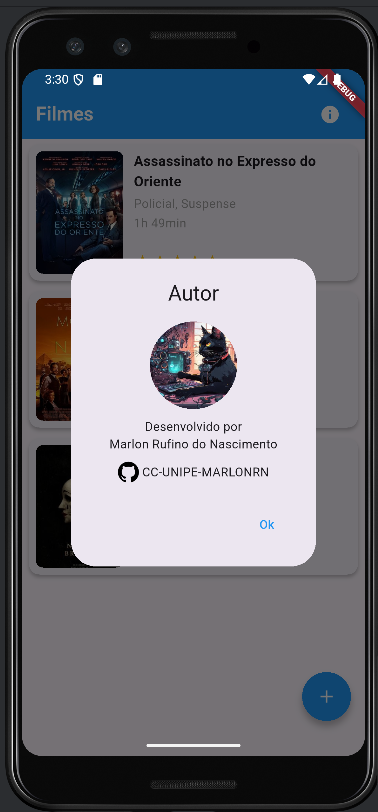 3:30
DEBUG
Filmes
Assassinato no Expresso do
Oriente
Policial, Suspense
1h 49min
ASSASSINATO
NO
EXPRESSO
DO ORIENTE
Autor
Desenvolvido por
Marlon Rufino do Nascimento
CC-UNIPE-MARLONRN
Ok